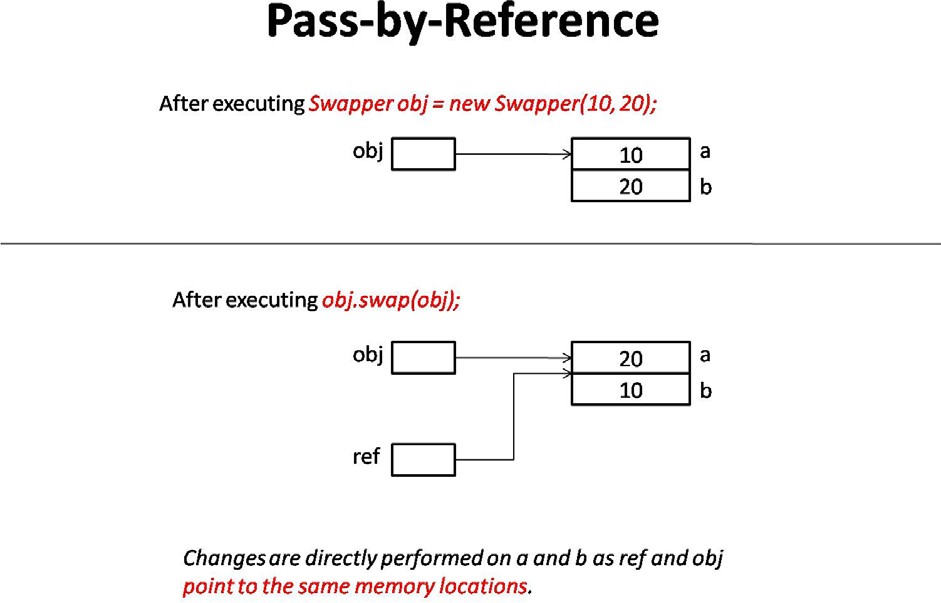 Pass-by-Reference
After executing Swapper obj = new Swapper(10, 20);
obj 10 a
20 b
After executing obj.swap(obj);
obj 20 a
10 b
ref
Changes are directly performed on a and b as ref and obj
point to the same memory locations.